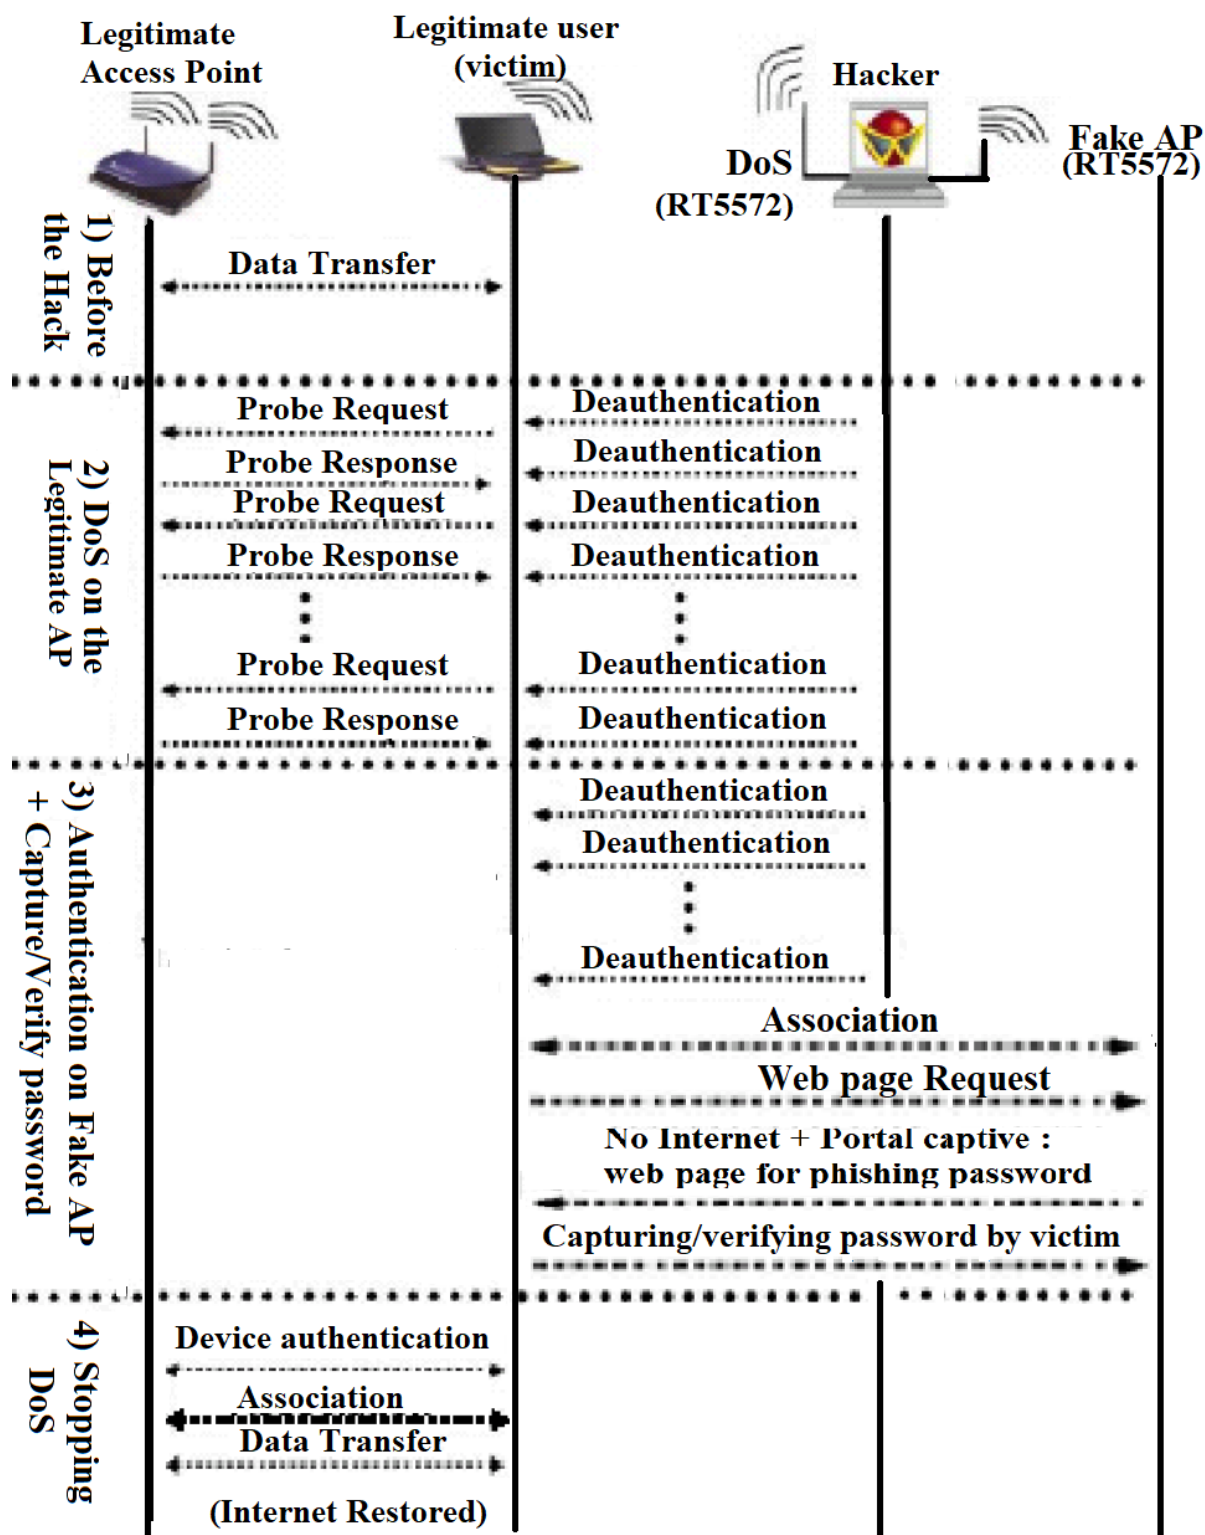 Legitimate
Access Point
Legitimate user
(victim)
Hacker
DoS
(RT5572)
Fake AP
(RT5572)
1) Before
the Hack
Data Transfer
2) DoS on the
Legitimate AP
Probe Request
Deauthentication
Probe Response
Deauthentication
Probe Request
Deauthentication
Probe Response
Deauthentication
Probe Request
Deauthentication
Probe Response
Deauthentication
3) Authentication on Fake AP
+ Capture/Verify password
Deauthentication
Deauthentication
Deauthentication
Association
Web page Request
No Internet + Portal captive :
web page for phishing password
Capturing/verifying password by victim
4) Stopping
DoS
Device authentication
Association
Data Transfer
(Internet Restored)